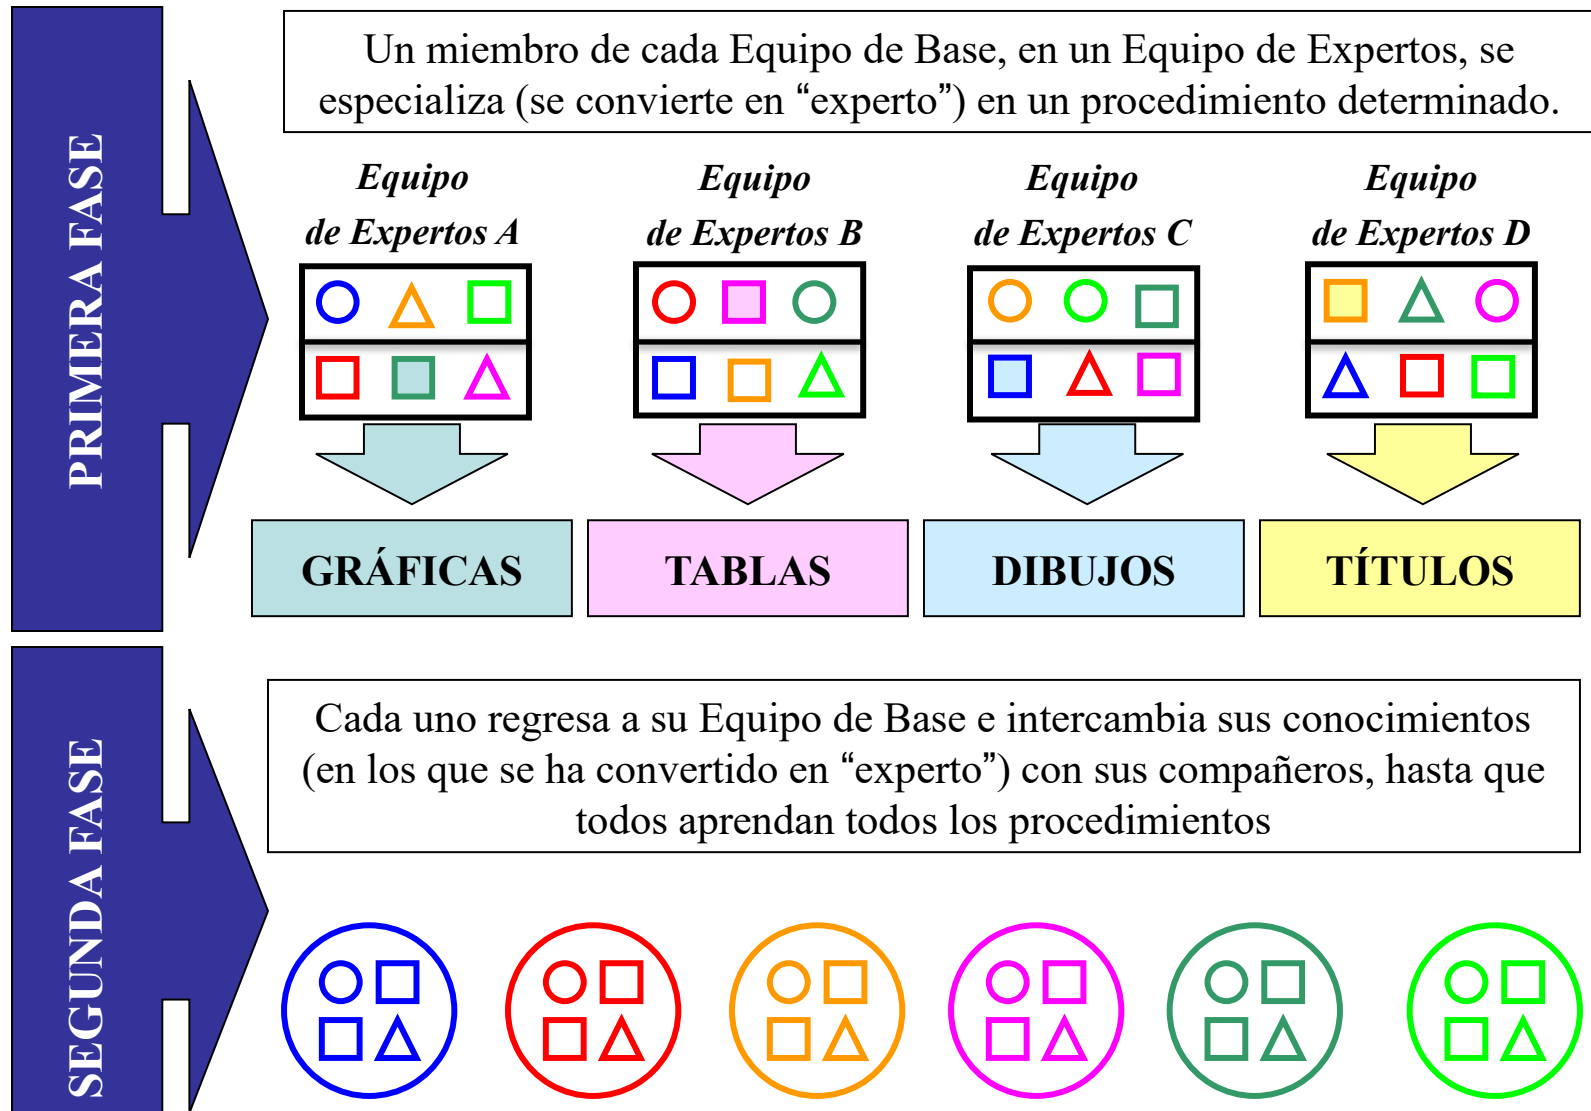 PRIMERA FASE
Un miembro de cada Equipo de Base, en un Equipo de Expertos, se
especializa (se convierte en “experto”) en un procedimiento determinado.
Equipo
de Expertos A
Equipo
de Expertos B
Equipo
de Expertos C
Equipo
de Expertos D
GRÁFICAS
TABLAS
DIBUJOS
TÍTULOS
SEGUNDA FASE
Cada uno regresa a su Equipo de Base e intercambia sus conocimientos
(en los que se ha convertido en “experto”) con sus compañeros, hasta que
todos aprendan todos los procedimientos